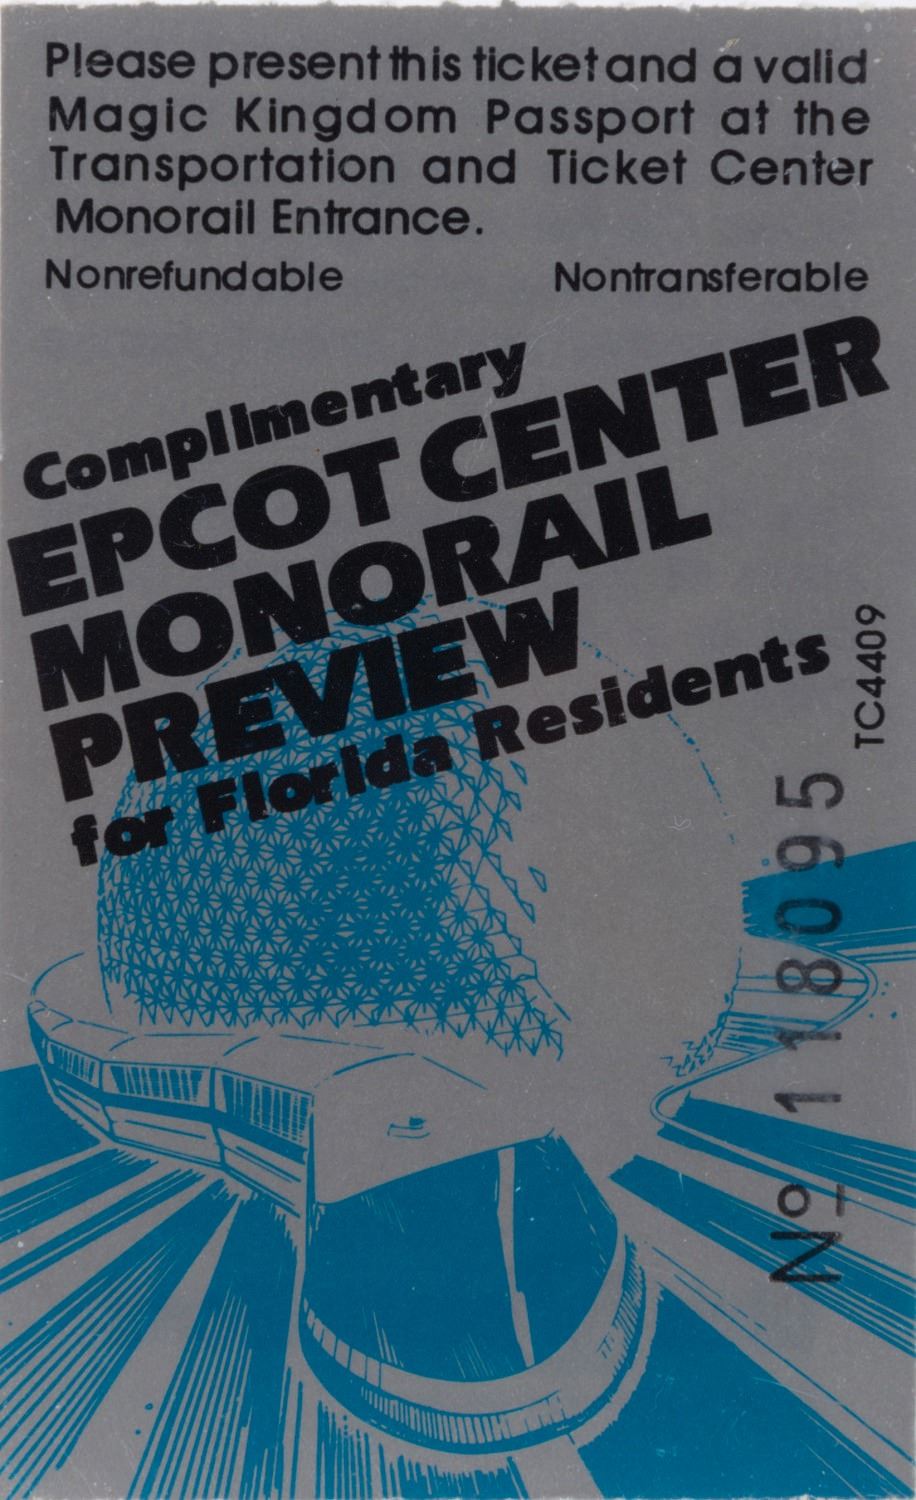 Please present this ticket and a valid
Magic Kingdom Passport at the
Transportation and Ticket Center
Monorail Entrance.
Nonrefundable Nontransferable
Complimentary
EPCOT CENTER
MONORAIL
PREVIEW
for Florida Residents
TC4409
Nº 118095